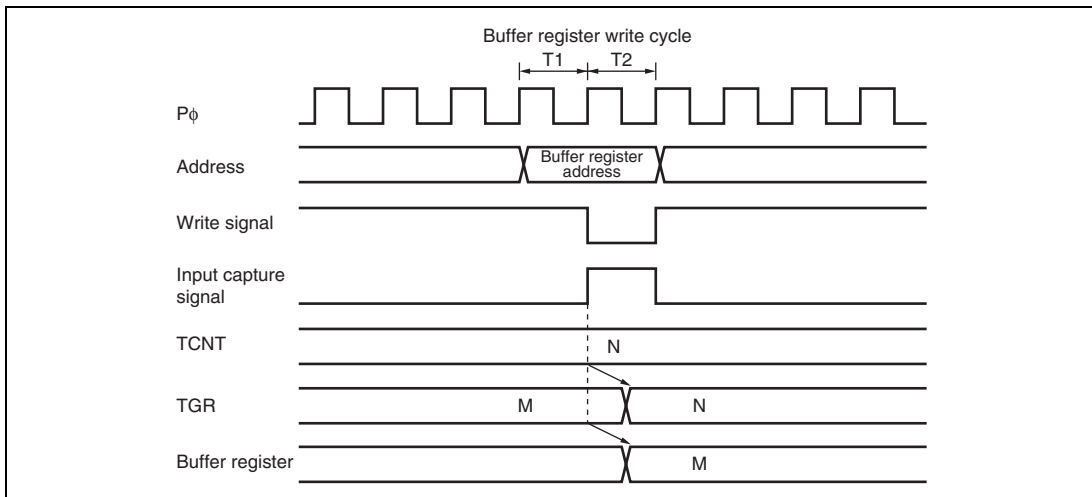 Buffer register write cycle
T1 T2
Pϕ
Address
Buffer register
address
Write signal
Input capture
signal
TCNT
N
TGR
M N
Buffer register
M